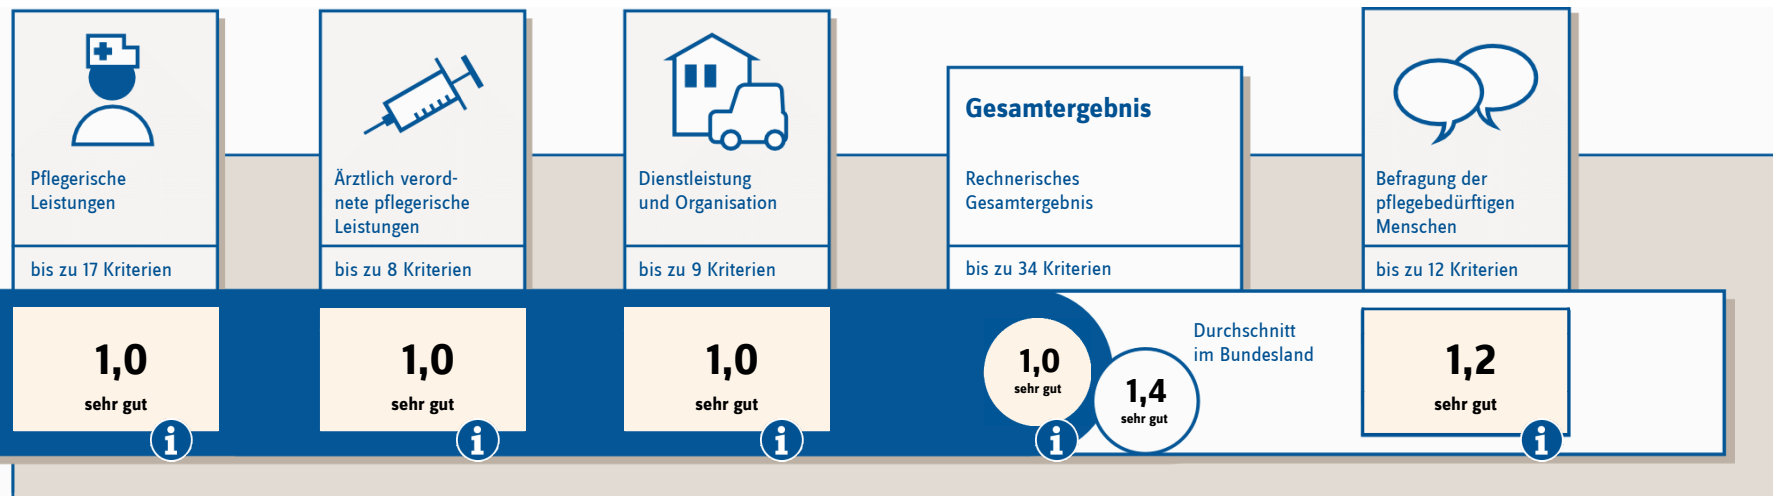 Pflegerische
Leistungen
bis zu 17 Kriterien
1,0
sehr gut
i
Ärztlich verord-
nete pflegerische
Leistungen
bis zu 8 Kriterien
1,0
sehr gut
i
Dienstleistung
und Organisation
bis zu 9 Kriterien
1,0
sehr gut
i
Gesamtergebnis
Rechnerisches
Gesamtergebnis
bis zu 34 Kriterien
1,0
sehr gut
i
1,4
sehr gut
Durchschnitt
im Bundesland
Befragung der
pflegebedürftigen
Menschen
bis zu 12 Kriterien
1,2
sehr gut
i